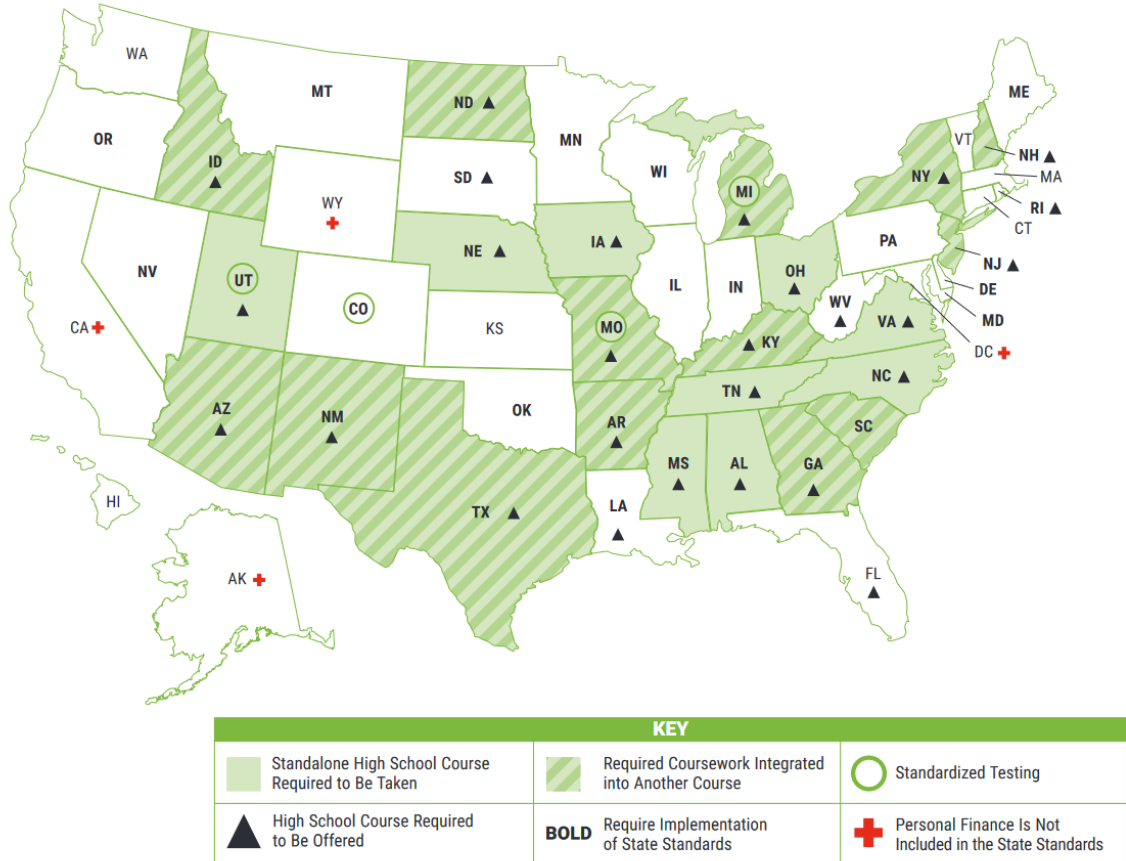 WA
MT
ND
MN
ME
OR
ID
SD
WI
MI
VT
NH
NY
MA
WY
RI
CT
NE
IA
PA
NV
UT
CO
IL
IN
OH
NJ
DE
WV
MD
CA
KS
MO
VA
KY
DC
NC
TN
AZ
NM
OK
AR
SC
MS
AL
GA
HI
TX
LA
AK
FL
KEY
Standalone High School Course
Required to Be Taken
Required Coursework Integrated
into Another Course
Standardized Testing
High School Course Required
to Be Offered
BOLD
Require Implementation
of State Standards
Personal Finance Is Not
Included in the State Standards